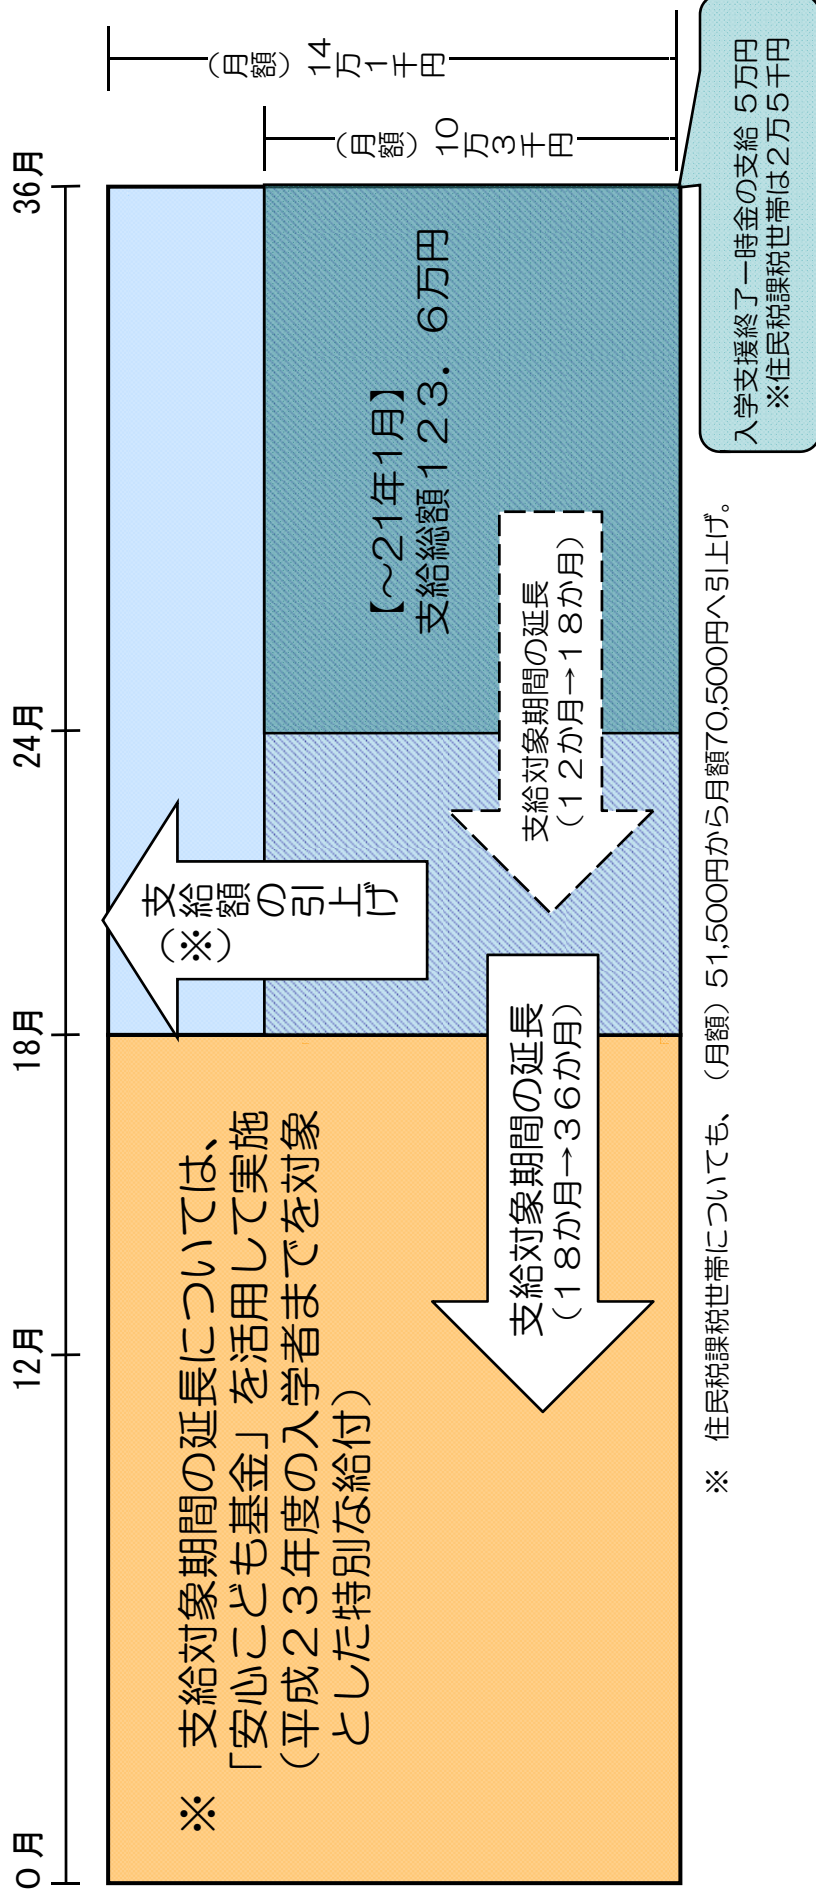 0月
12月
18月
24月
36月
※ 支給対象期間の延長については、
「安心こども基金」を活用して実施
(平成23年度の入学者までを対象
とした特別な給付)
支給額の引上げ
(※)
【~21年1月】
支給総額123.6万円
支給対象期間の延長
(12か月→18か月)
支給対象期間の延長
(18か月→36か月)
(月額)14万1千円
(月額)10万3千円
入学支援終了一時金の支給 5万円
※住民税課税世帯は2万5千円
※ 住民税課税世帯についても、(月額)51,500円から月額70,500円へ引上げ。